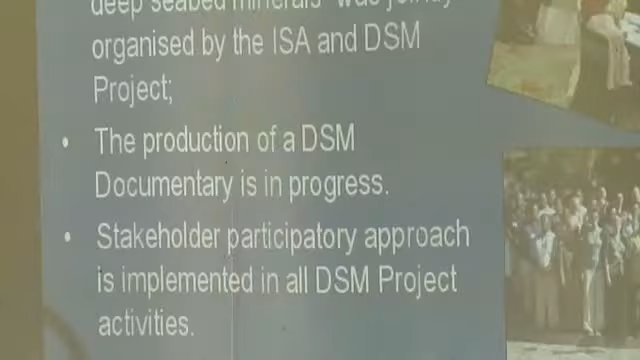 deep seabed minerals" was jointly
organised by the ISA and DSM
Project;
• The production of a DSM
Documentary is in progress.
• Stakeholder participatory approach
is implemented in all DSM Project
activities.